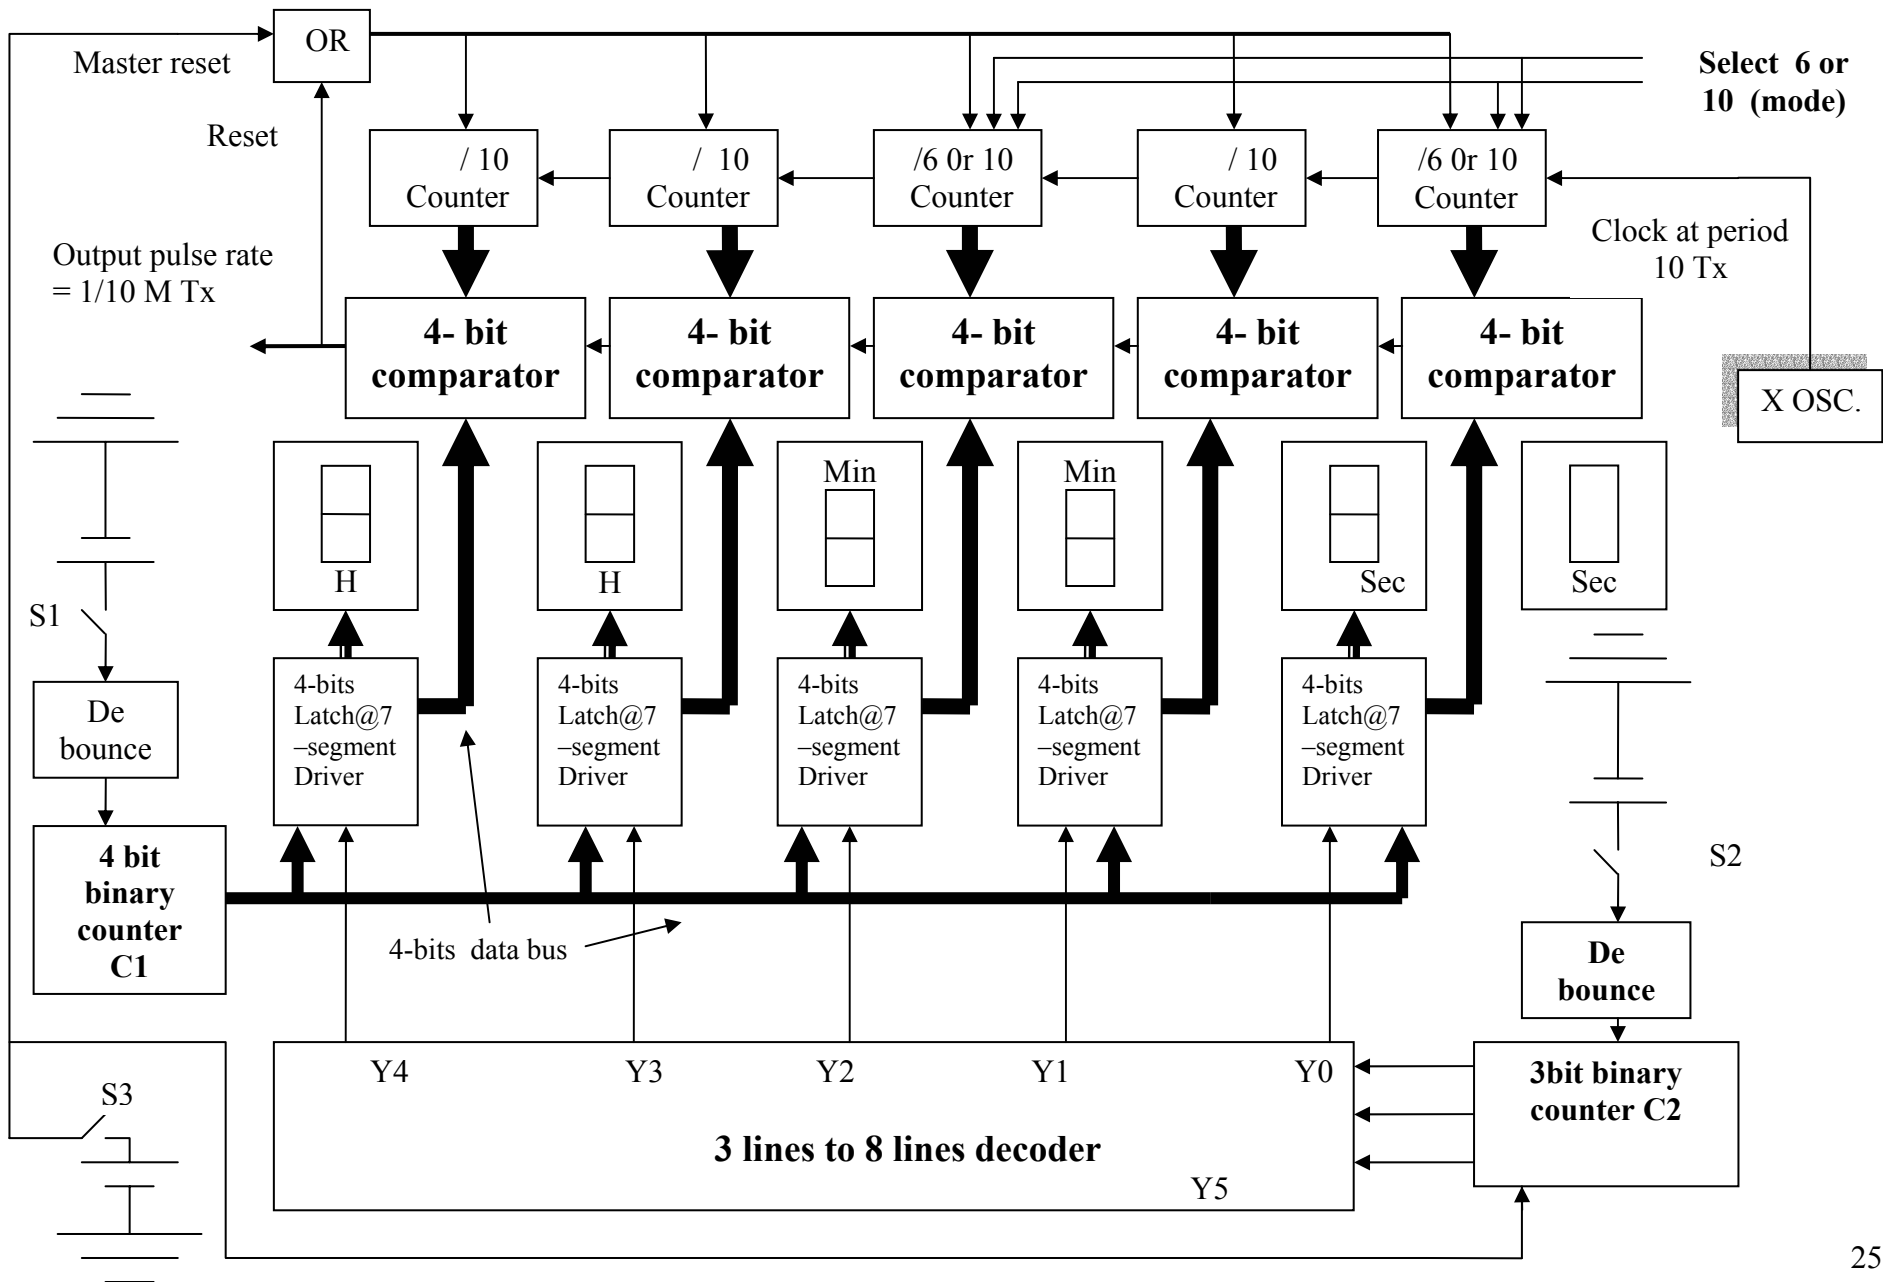 OR
Master reset
Select 6 or
10 (mode)
Reset
/ 10
Counter
/ 10
Counter
/6 0r 10
Counter
/ 10
Counter
/6 0r 10
Counter
Output pulse rate
= 1/10 M Tx
Clock at period
10 Tx
4- bit
comparator
4- bit
comparator
4- bit
comparator
4- bit
comparator
4- bit
comparator
X OSC.
H
H
Min
Min
Sec
Sec
S1
De
bounce
4-bits
Latch@7
–segment
Driver
4-bits
Latch@7
–segment
Driver
4-bits
Latch@7
–segment
Driver
4-bits
Latch@7
–segment
Driver
4-bits
Latch@7
–segment
Driver
S2
4 bit
binary
counter
C1
4-bits data bus
De
bounce
Y4
Y3
Y2
Y1
Y0
3bit binary
counter C2
S3
3 lines to 8 lines decoder
Y5
25